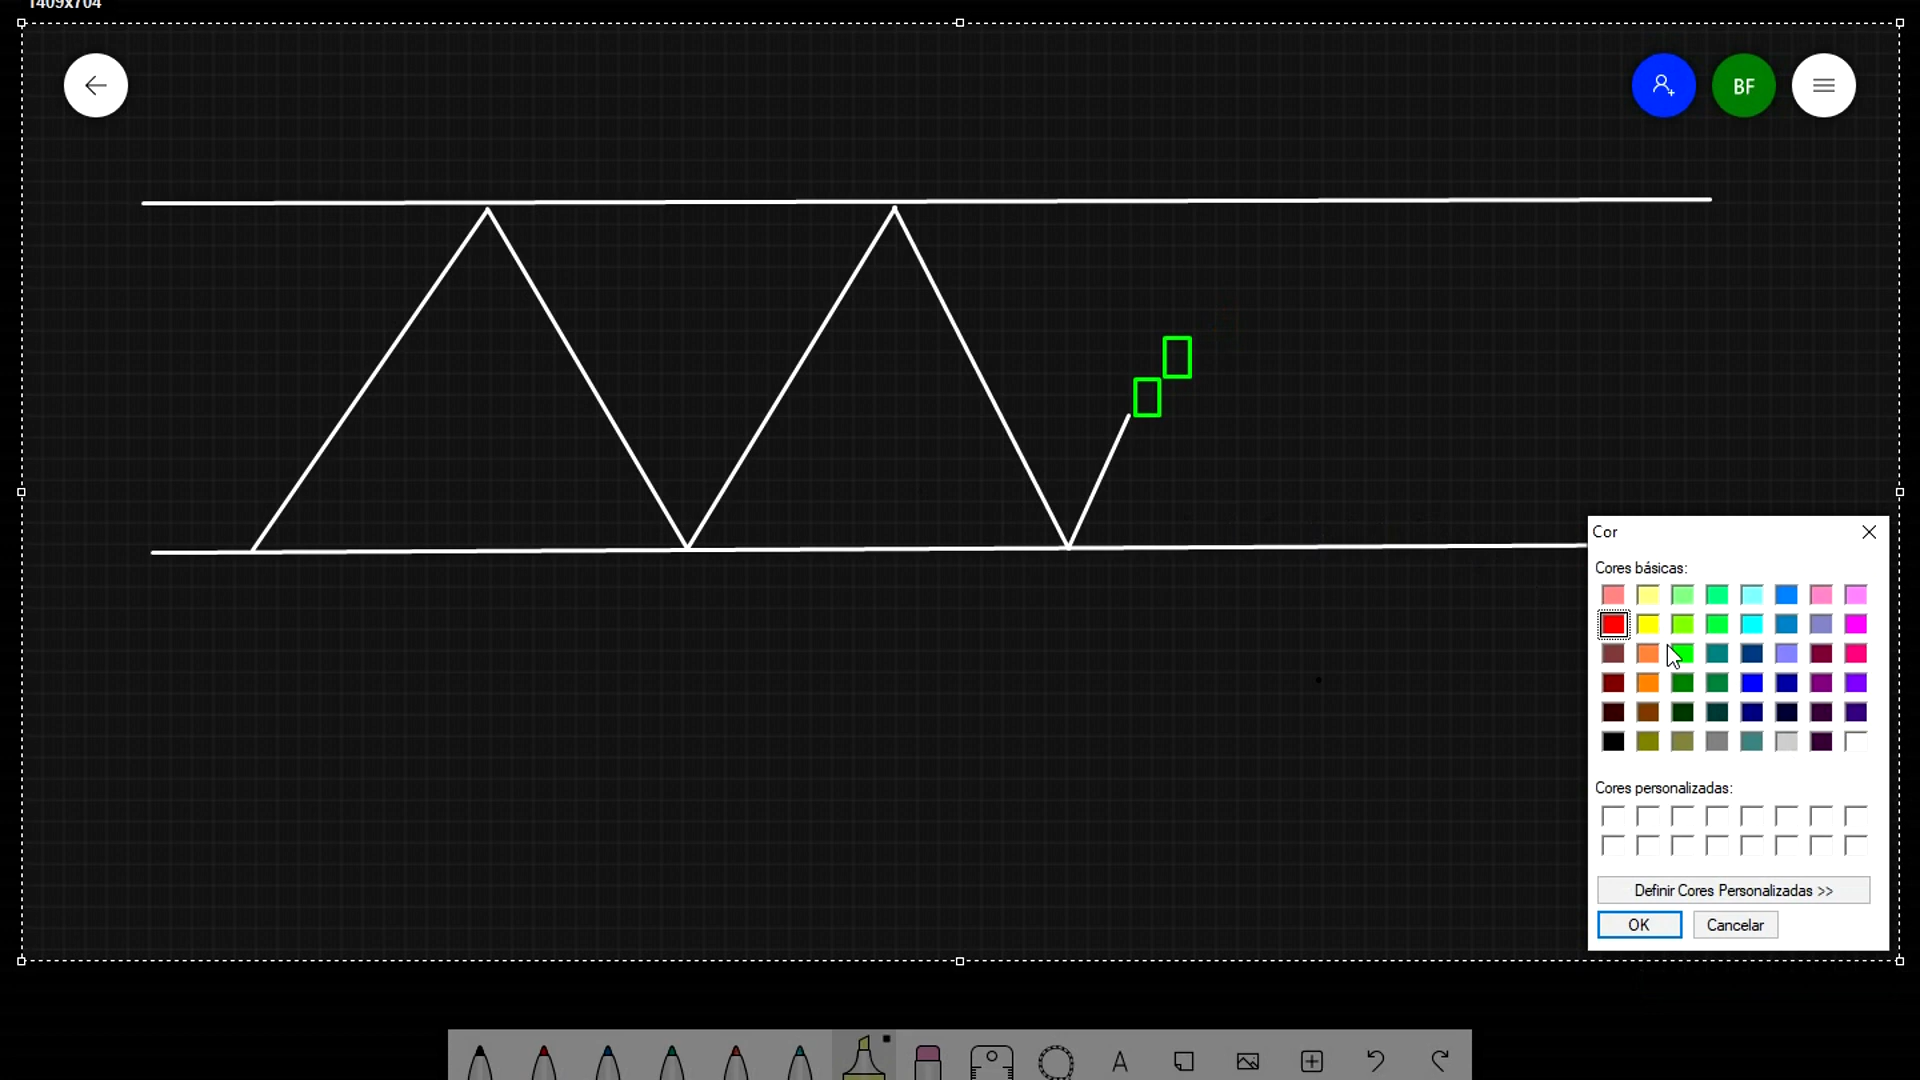 1409x704
BF
Cor
Cores básicas:
Cores personalizadas:
Definir Cores Personalizadas >>
OK
Cancelar
A